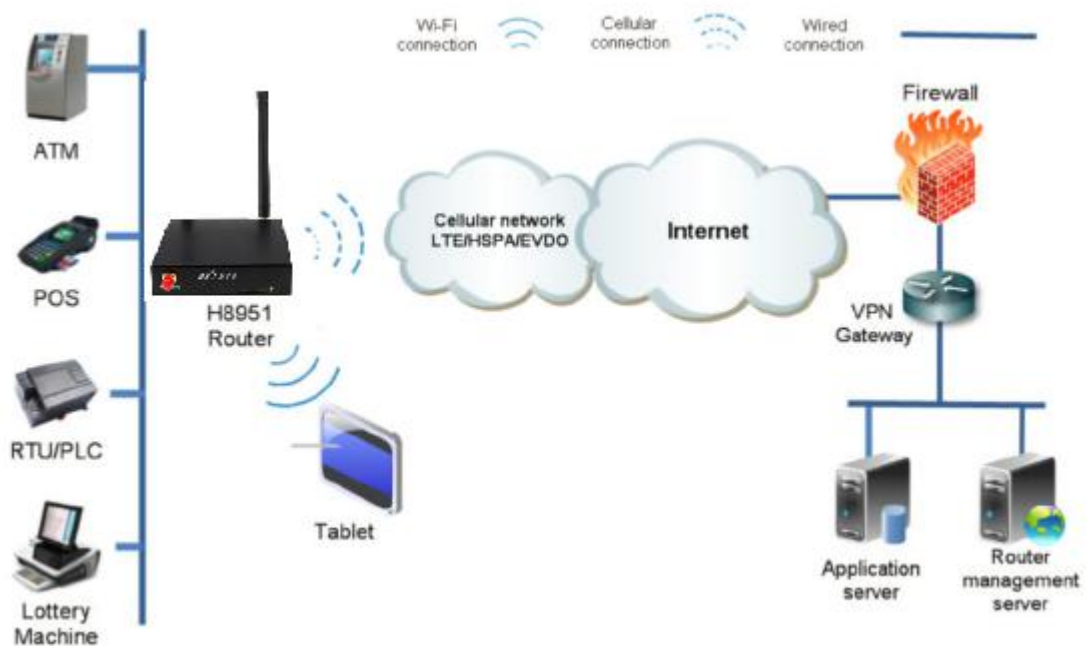 Wi-Fi
connection
Cellular
connection
Wired
connection
ATM
POS
RTU/PLC
Lottery
Machine
H8951
Router
Tablet
Cellular network
LTE/HSPA/EVDO
Internet
Firewall
VPN
Gateway
Application
server
Router
management
server